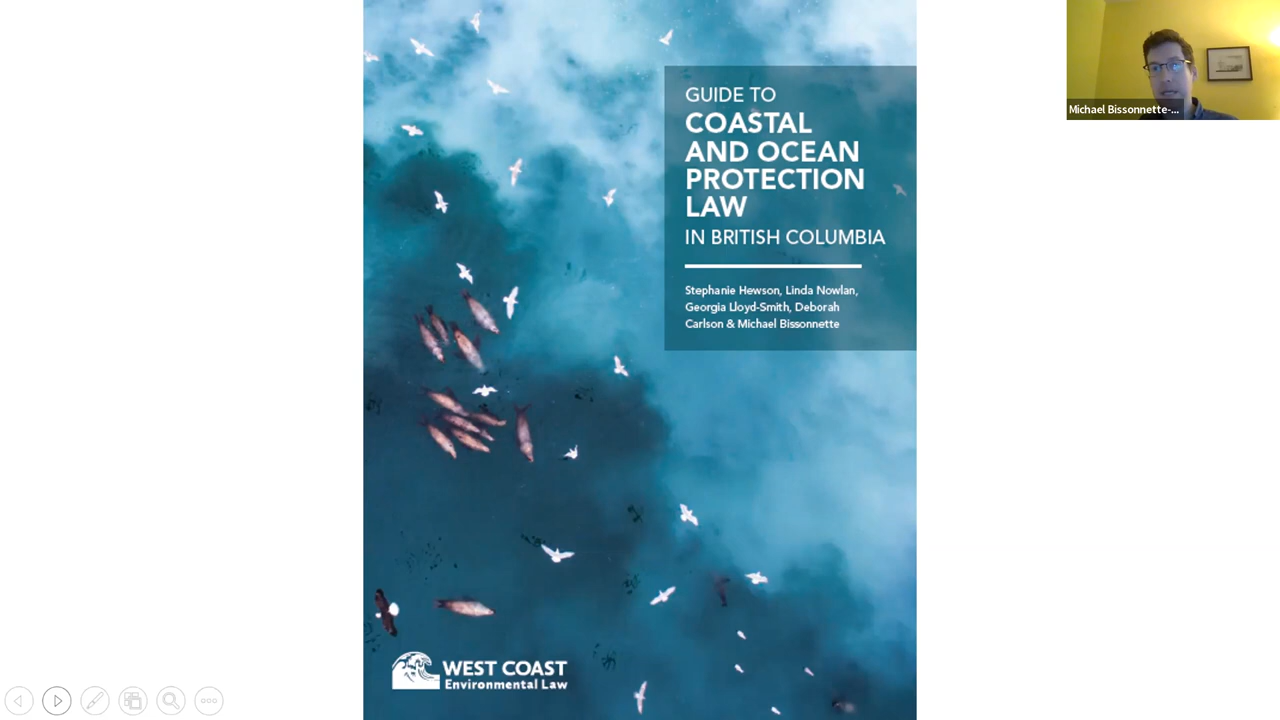 GUIDE TO
COASTAL
AND OCEAN
PROTECTION
LAW
IN BRITISH COLUMBIA
Stephanie Hewson, Linda Nowlan,
Georgia Lloyd-Smith, Deborah
Carlson & Michael Bissonnette
WEST COAST
Environmental Law
Michael Bissonnette-...